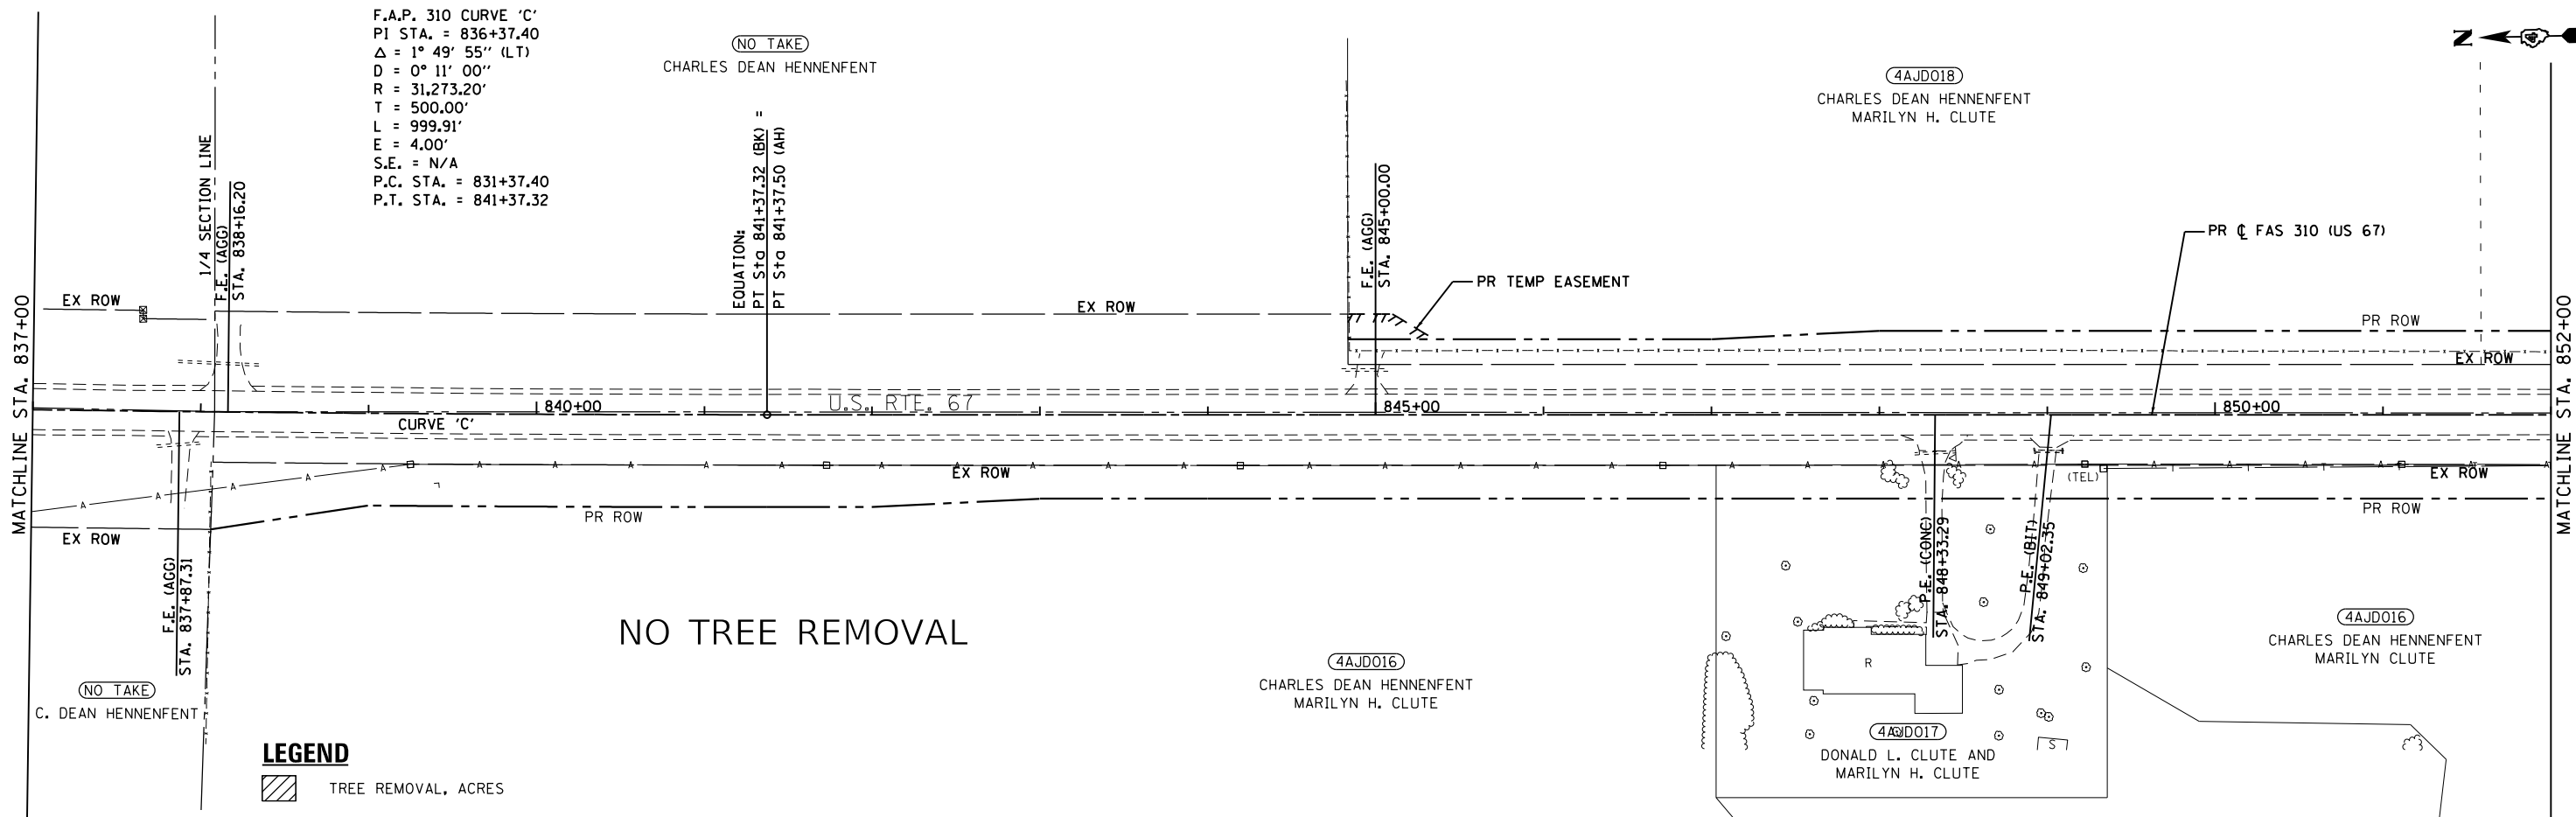 F.A.P. 310 CURVE 'C'
PI STA. = 836+37.40
Δ = 1° 49' 55'' (LT)
D = 0° 11' 00''
R = 31,273.20'
T = 500.00'
L = 999.91'
E = 4.00'
S.E. = N/A
P.C. STA. = 831+37.40
P.T. STA. = 841+37.32
NO TAKE
CHARLES DEAN HENNENFENT
4AJD018
CHARLES DEAN HENNENFENT
MARILYN H. CLUTE
N
MATCHLINE STA. 837+00
1/4 SECTION LINE
F.E. (AGG)
STA. 838+16.20
EQUATION:
PT Sta 841+37.32 (BK) =
PT Sta 841+37.50 (AH)
F.E. (AGG)
STA. 845+00.00
PR TEMP EASEMENT
PR ℄ FAS 310 (US 67)
MATCHLINE STA. 852+00
EX ROW
EX ROW
PR ROW
EX ROW
840+00
U.S. RTE. 67
845+00
850+00
CURVE 'C'
EX ROW
(TEL)
EX ROW
PR ROW
PR ROW
EX ROW
F.E. (AGG)
STA. 837+87.31
P.E. (CONC)
STA. 848+33.29
P.E. (BIT)
STA. 849+02.35
NO TREE REMOVAL
NO TAKE
C. DEAN HENNENFENT
4AJD016
CHARLES DEAN HENNENFENT
MARILYN H. CLUTE
R
4AJD017
DONALD L. CLUTE AND
MARILYN H. CLUTE
S
4AJD016
CHARLES DEAN HENNENFENT
MARILYN CLUTE
LEGEND
TREE REMOVAL, ACRES